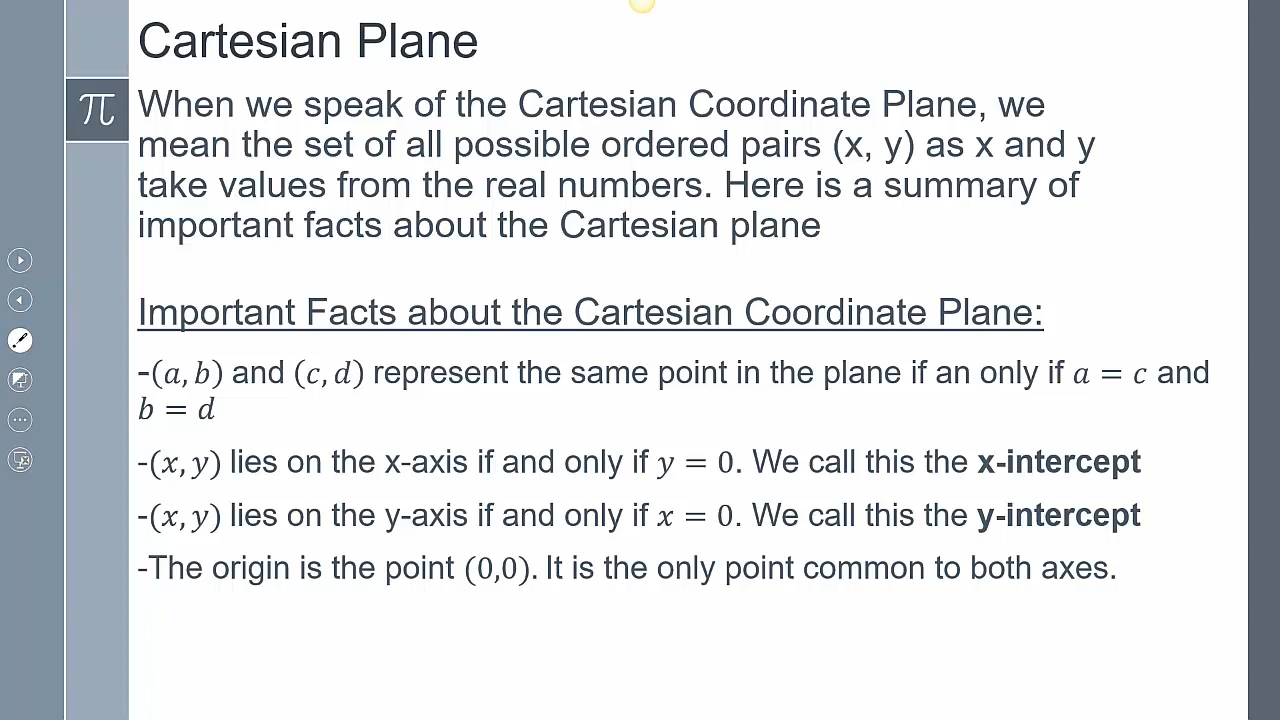 Cartesian Plane
π
When we speak of the Cartesian Coordinate Plane, we
mean the set of all possible ordered pairs (x, y) as x and y
take values from the real numbers. Here is a summary of
important facts about the Cartesian plane
Important Facts about the Cartesian Coordinate Plane:
-(a, b) and (c, d) represent the same point in the plane if an only if a = c and
b = d
-(x, y) lies on the x-axis if and only if y = 0. We call this the x-intercept
-(x, y) lies on the y-axis if and only if x = 0. We call this the y-intercept
-The origin is the point (0,0). It is the only point common to both axes.